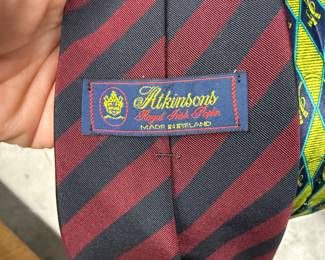 Atkinsons
Royal Irish Poplin
MADE IN IRELAND